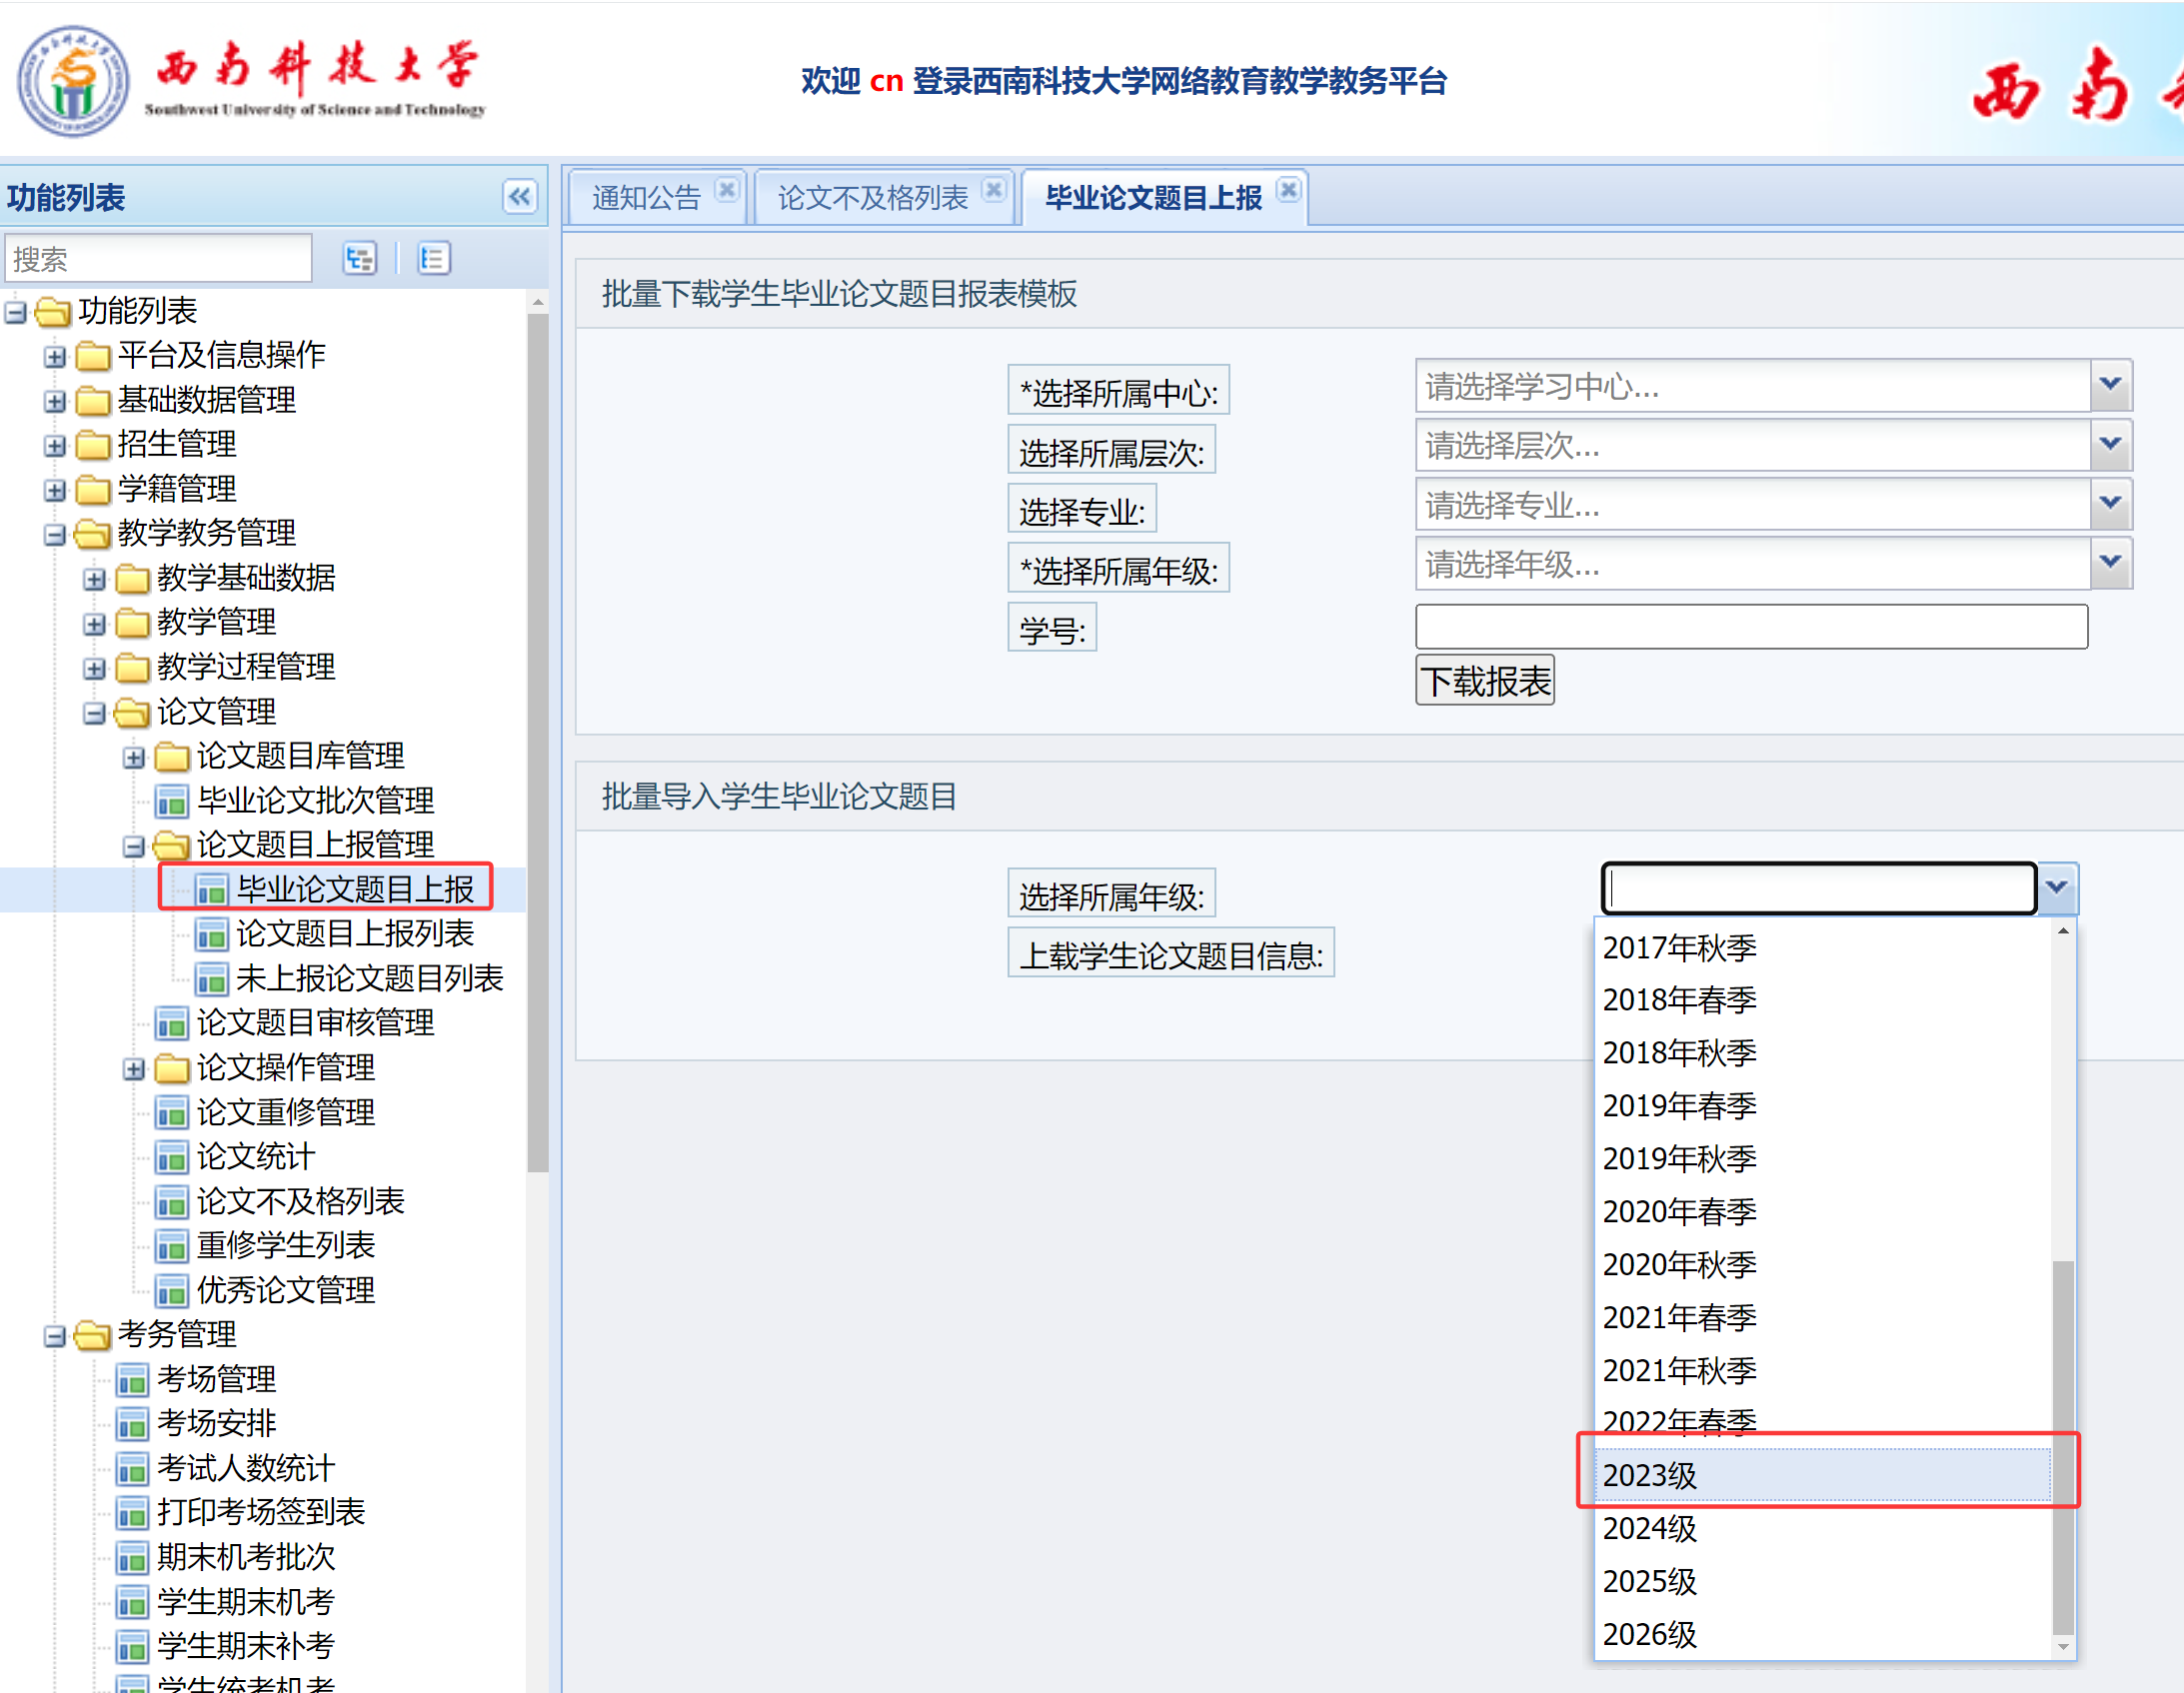 西南科技大学
Southwest University of Science and Technology
欢迎 cn 登录西南科技大学网络教育教学教务平台
西南
功能列表
搜索
功能列表
平台及信息操作
基础数据管理
招生管理
学籍管理
教学教务管理
教学基础数据
教学管理
教学过程管理
论文管理
论文题目库管理
毕业论文批次管理
论文题目上报管理
毕业论文题目上报
论文题目上报列表
未上报论文题目列表
论文题目审核管理
论文操作管理
论文重修管理
论文统计
论文不及格列表
重修学生列表
优秀论文管理
考务管理
考场管理
考场安排
考试人数统计
打印考场签到表
期末机考批次
学生期末机考
学生期末补考
学生统考机考
通知公告
论文不及格列表
毕业论文题目上报
批量下载学生毕业论文题目报表模板
*选择所属中心:
请选择学习中心...
选择所属层次:
请选择层次...
选择专业:
请选择专业...
*选择所属年级:
请选择年级...
学号:
下载报表
批量导入学生毕业论文题目
选择所属年级:
上载学生论文题目信息:
2017年秋季
2018年春季
2018年秋季
2019年春季
2019年秋季
2020年春季
2020年秋季
2021年春季
2021年秋季
2022年春季
2023级
2024级
2025级
2026级